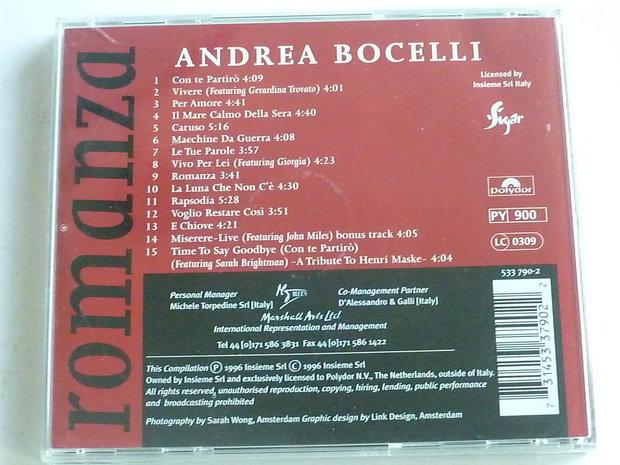 romanza
ANDREA BOCELLI
1 Con te Partirò 4:09
2 Vivere (Featuring Gerardina Trovato) 4:01
3 Per Amore 4:41
4 Il Mare Calmo Della Sera 4:40
5 Caruso 5:16
6 Macchine Da Guerra 4:08
7 Le Tue Parole 3:57
8 Vivo Per Lei (Featuring Giorgia) 4:23
9 Romanza 3:41
10 La Luna Che Non C'è 4:30
11 Rapsodia 5:28
12 Voglio Restare Così 3:51
13 E Chiove 4:21
14 Miserere-Live (Featuring John Miles) bonus track 4:05
15 Time To Say Goodbye (Con te Partirò)
(Featuring Sarah Brightman) -A Tribute To Henri Maske- 4:04
Licensed by
Insieme Srl Italy
Sugar
Polydor
PY 900
LC 0309
533 790-2
Personal Manager
Michele Torpedine Srl [Italy]
BLUES
Co-Management Partner
D'Alessandro & Galli [Italy]
Marshall Arts Ltd
International Representation and Management
Tel 44 [0]171 586 3831 Fax 44 [0]171 586 1422
This Compilation Ⓟ 1996 Insieme Srl Ⓒ 1996 Insieme Srl
Owned by Insieme Srl and exclusively licensed to Polydor N.V., The Netherlands, outside of Italy.
All rights reserved, unauthorised reproduction, copying, hiring, lending, public performance
and broadcasting prohibited
Photography by Sarah Wong, Amsterdam Graphic design by Link Design, Amsterdam
7 31453 37902 2